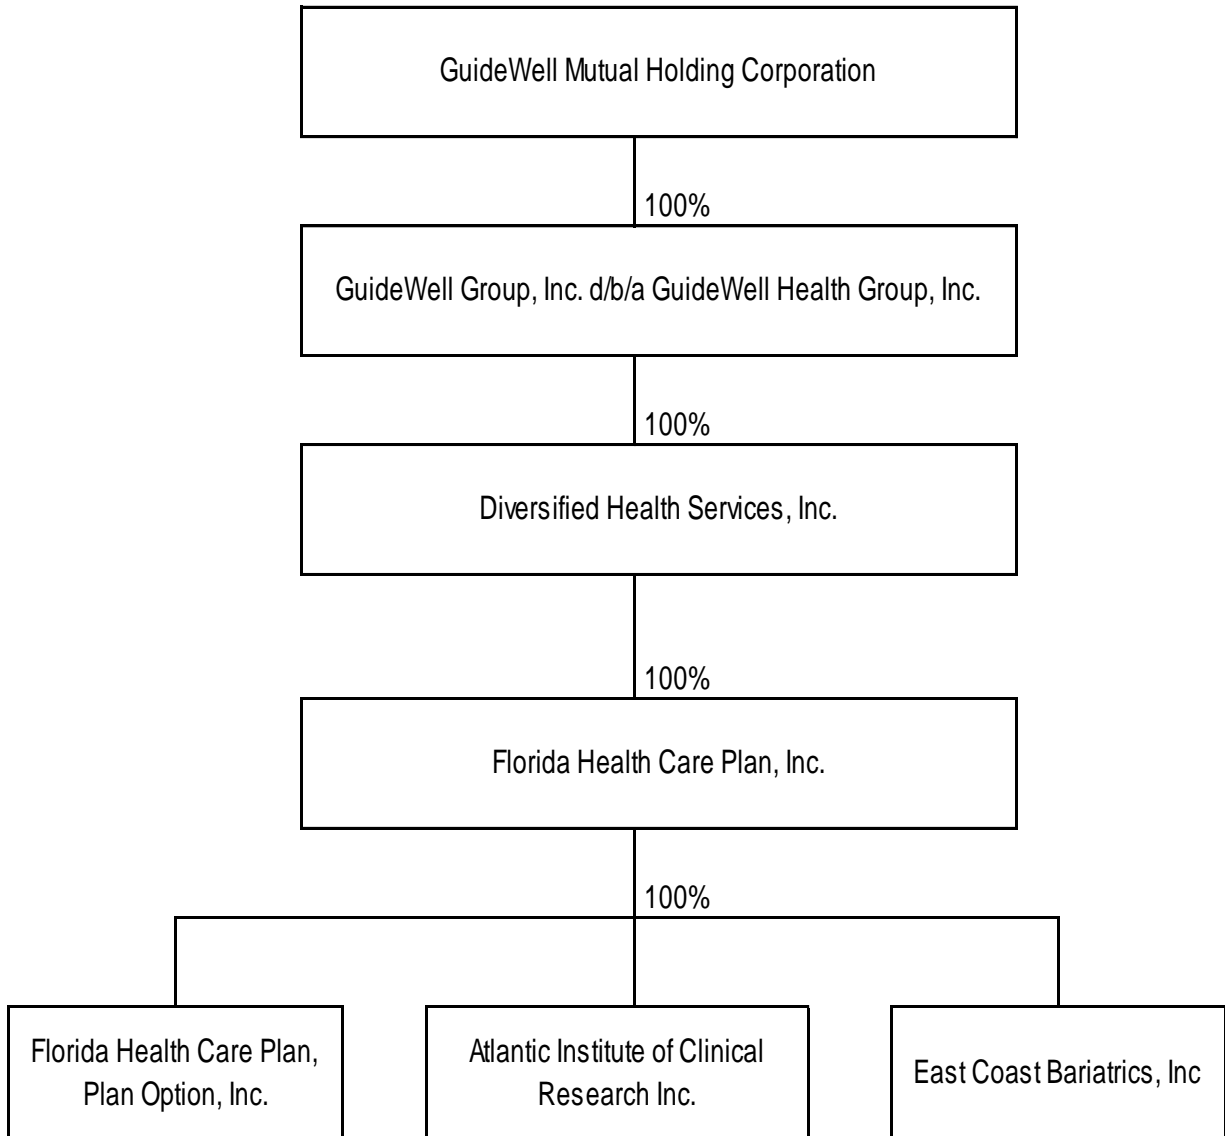 GuideWell Mutual Holding Corporation
100%
GuideWell Group, Inc. d/b/a GuideWell Health Group, Inc.
100%
Diversified Health Services, Inc.
100%
Florida Health Care Plan, Inc.
100%
Florida Health Care Plan,
Plan Option, Inc.
Atlantic Institute of Clinical
Research Inc.
East Coast Bariatrics, Inc